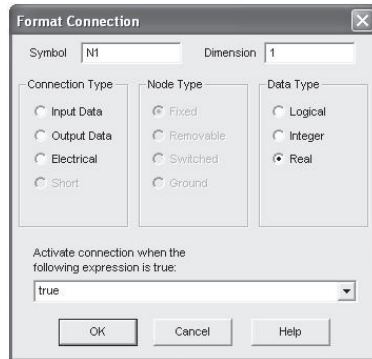 Format Connection
Symbol N1 Dimension 1
Connection Type Node Type Data Type
Input Data Fixed Logical
Output Data Removable Integer
Electrical Switched Real
Short Ground
Activate connection when the
following expression is true:
true
OK Cancel Help